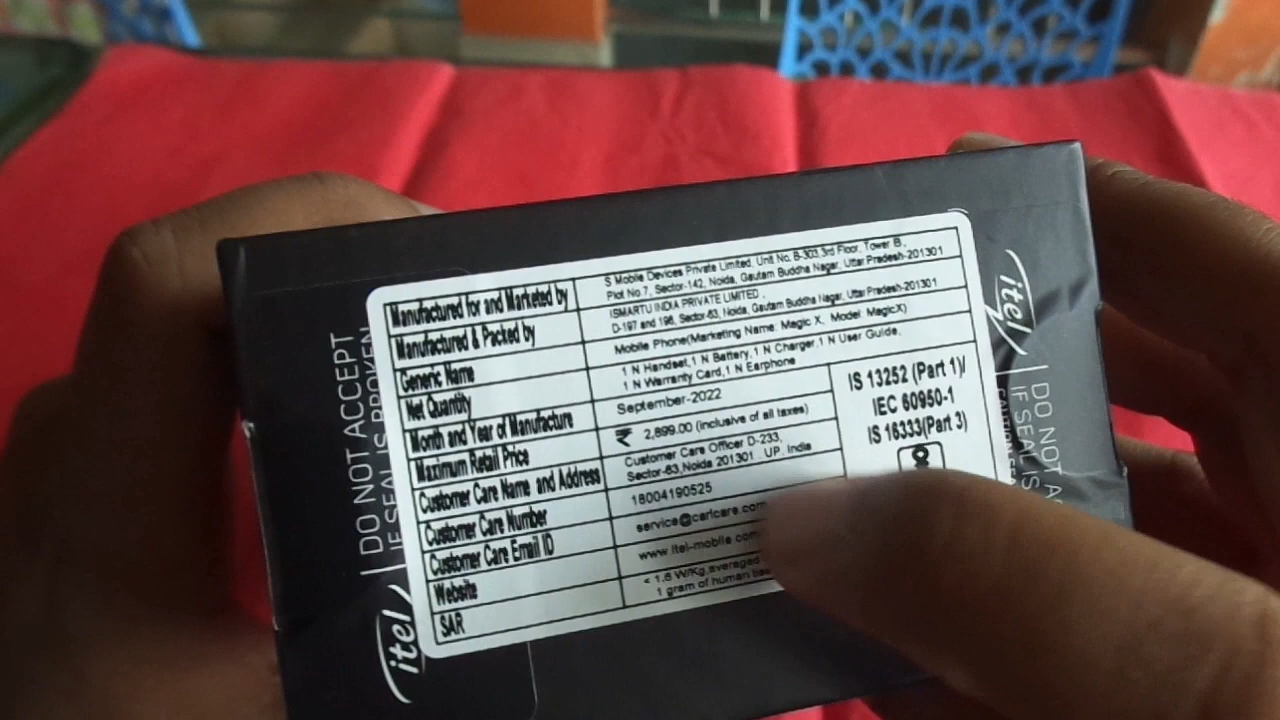 Manufactured for and Marketed by
S Mobile Devices Private Limited, Unit No. B-303,3rd Floor, Tower B,
Plot No.7, Sector-142, Noida, Gautam Buddha Nagar, Uttar Pradesh-201301
Manufactured & Packed by
ISMARTU INDIA PRIVATE LIMITED,
D-197 and 198, Sector-63, Noida, Gautam Buddha Nagar, Uttar Pradesh-201301
Generic Name
Mobile Phone(Marketing Name: Magic X, Model: MagicX)
Net Quantity
1 N Handset,1 N Battery,1 N Charger,1 N User Guide,
1 N Warranty Card,1 N Earphone
Month and Year of Manufacture
September-2022
Maximum Retail Price
₹ 2,899.00 (inclusive of all taxes)
Customer Care Name and Address
Customer Care Officer D-233,
Sector-63,Noida 201301 . UP. India
Customer Care Number
18004190525
Customer Care Email ID
service@carlcare.com
Website
www.itel-mobile.com
SAR
< 1.6 W/Kg,averaged
1 gram of human
IS 13252 (Part 1)/
IEC 60950-1
IS 16333(Part 3)
itel
DO NOT ACCEPT
IF SEAL IS BROKEN
itel
DO NOT
IF SEAL IS